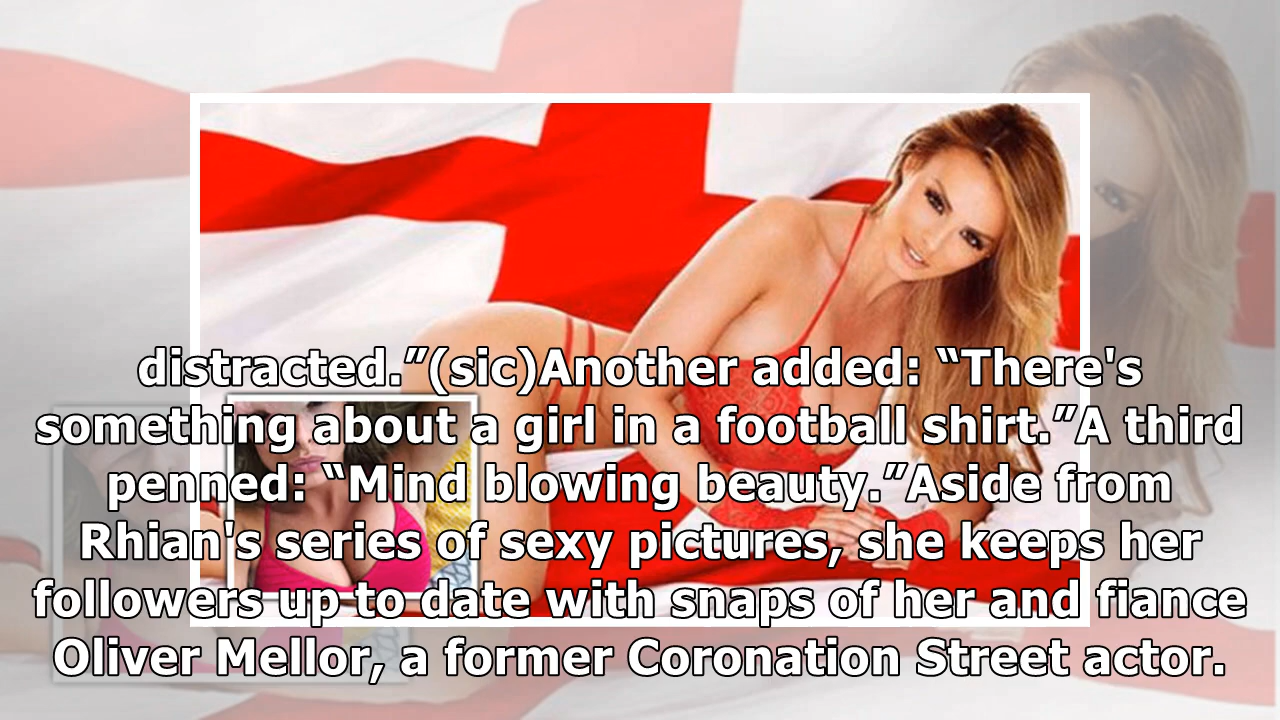 distracted.”(sic)Another added: “There's
something about a girl in a football shirt.”A third
penned: “Mind blowing beauty.”Aside from
Rhian's series of sexy pictures, she keeps her
followers up to date with snaps of her and fiance
Oliver Mellor, a former Coronation Street actor.